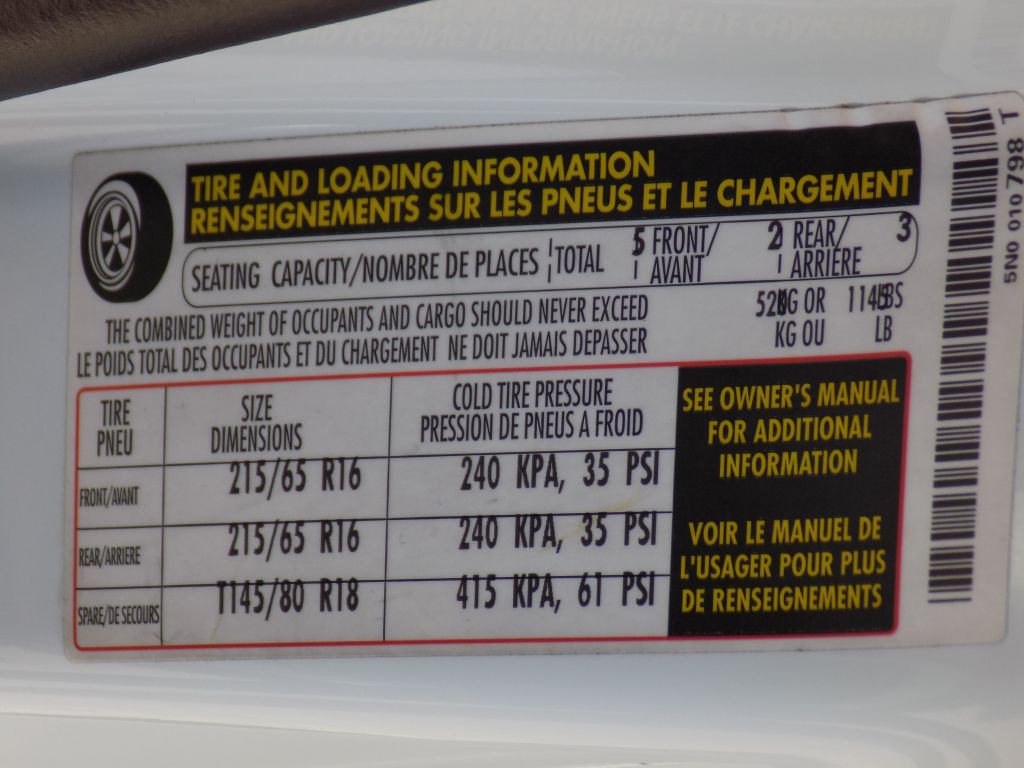 TIRE AND LOADING INFORMATION
RENSEIGNEMENTS SUR LES PNEUS ET LE CHARGEMENT
SEATING CAPACITY/NOMBRE DE PLACES TOTAL 5 FRONT/AVANT 2 REAR/ARRIERE 3
THE COMBINED WEIGHT OF OCCUPANTS AND CARGO SHOULD NEVER EXCEED KG OR LBS
LE POIDS TOTAL DES OCCUPANTS ET DU CHARGEMENT NE DOIT JAMAIS DEPASSER KG OU LB
TIRE PNEU SIZE DIMENSIONS COLD TIRE PRESSURE PRESSION DE PNEUS A FROID
FRONT/AVANT 215/65 R16 240 KPA, 35 PSI
REAR/ARRIERE 215/65 R16 240 KPA, 35 PSI
SPARE/DE SECOURS T145/80 R18 415 KPA, 61 PSI
SEE OWNER'S MANUAL
FOR ADDITIONAL
INFORMATION
VOIR LE MANUEL DE
L'USAGER POUR PLUS
DE RENSEIGNEMENTS
5N0 010 798 T